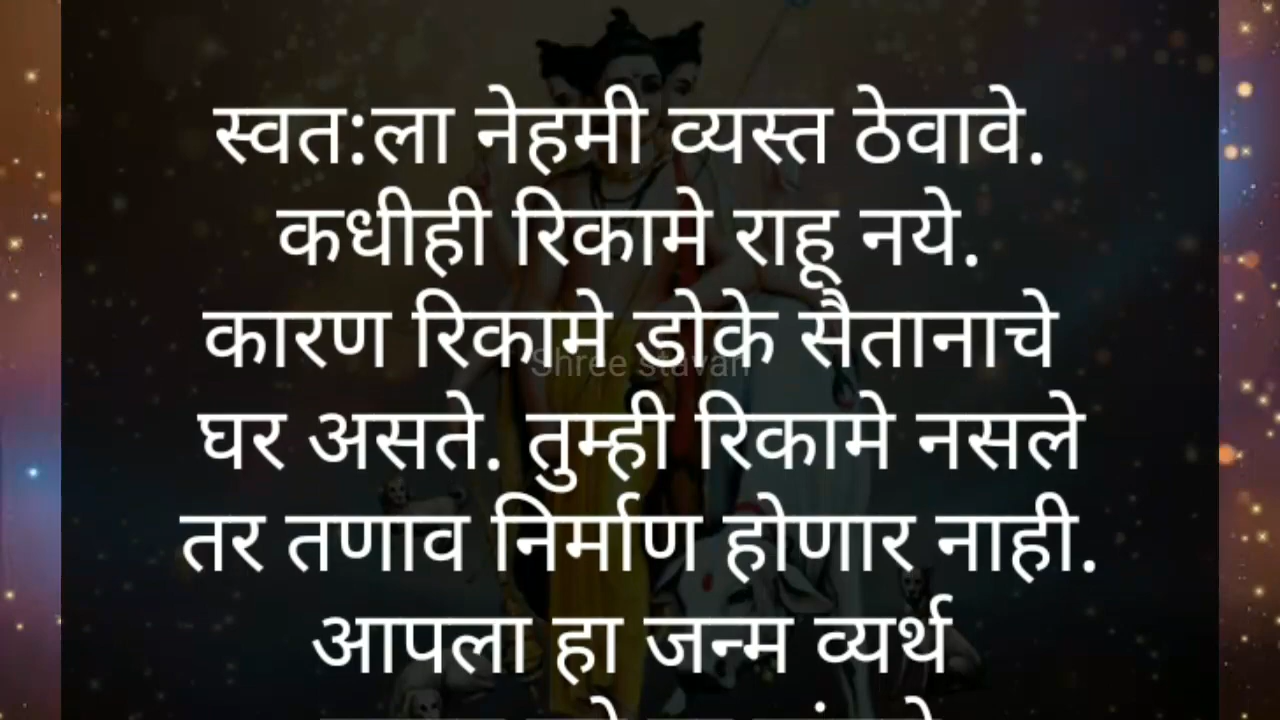 स्वत:ला नेहमी व्यस्त ठेवावे.
कधीही रिकामे राहू नये.
कारण रिकामे डोके सैतानाचे
Shree stavan
घर असते. तुम्ही रिकामे नसले
तर तणाव निर्माण होणार नाही.
आपला हा जन्म व्यर्थ